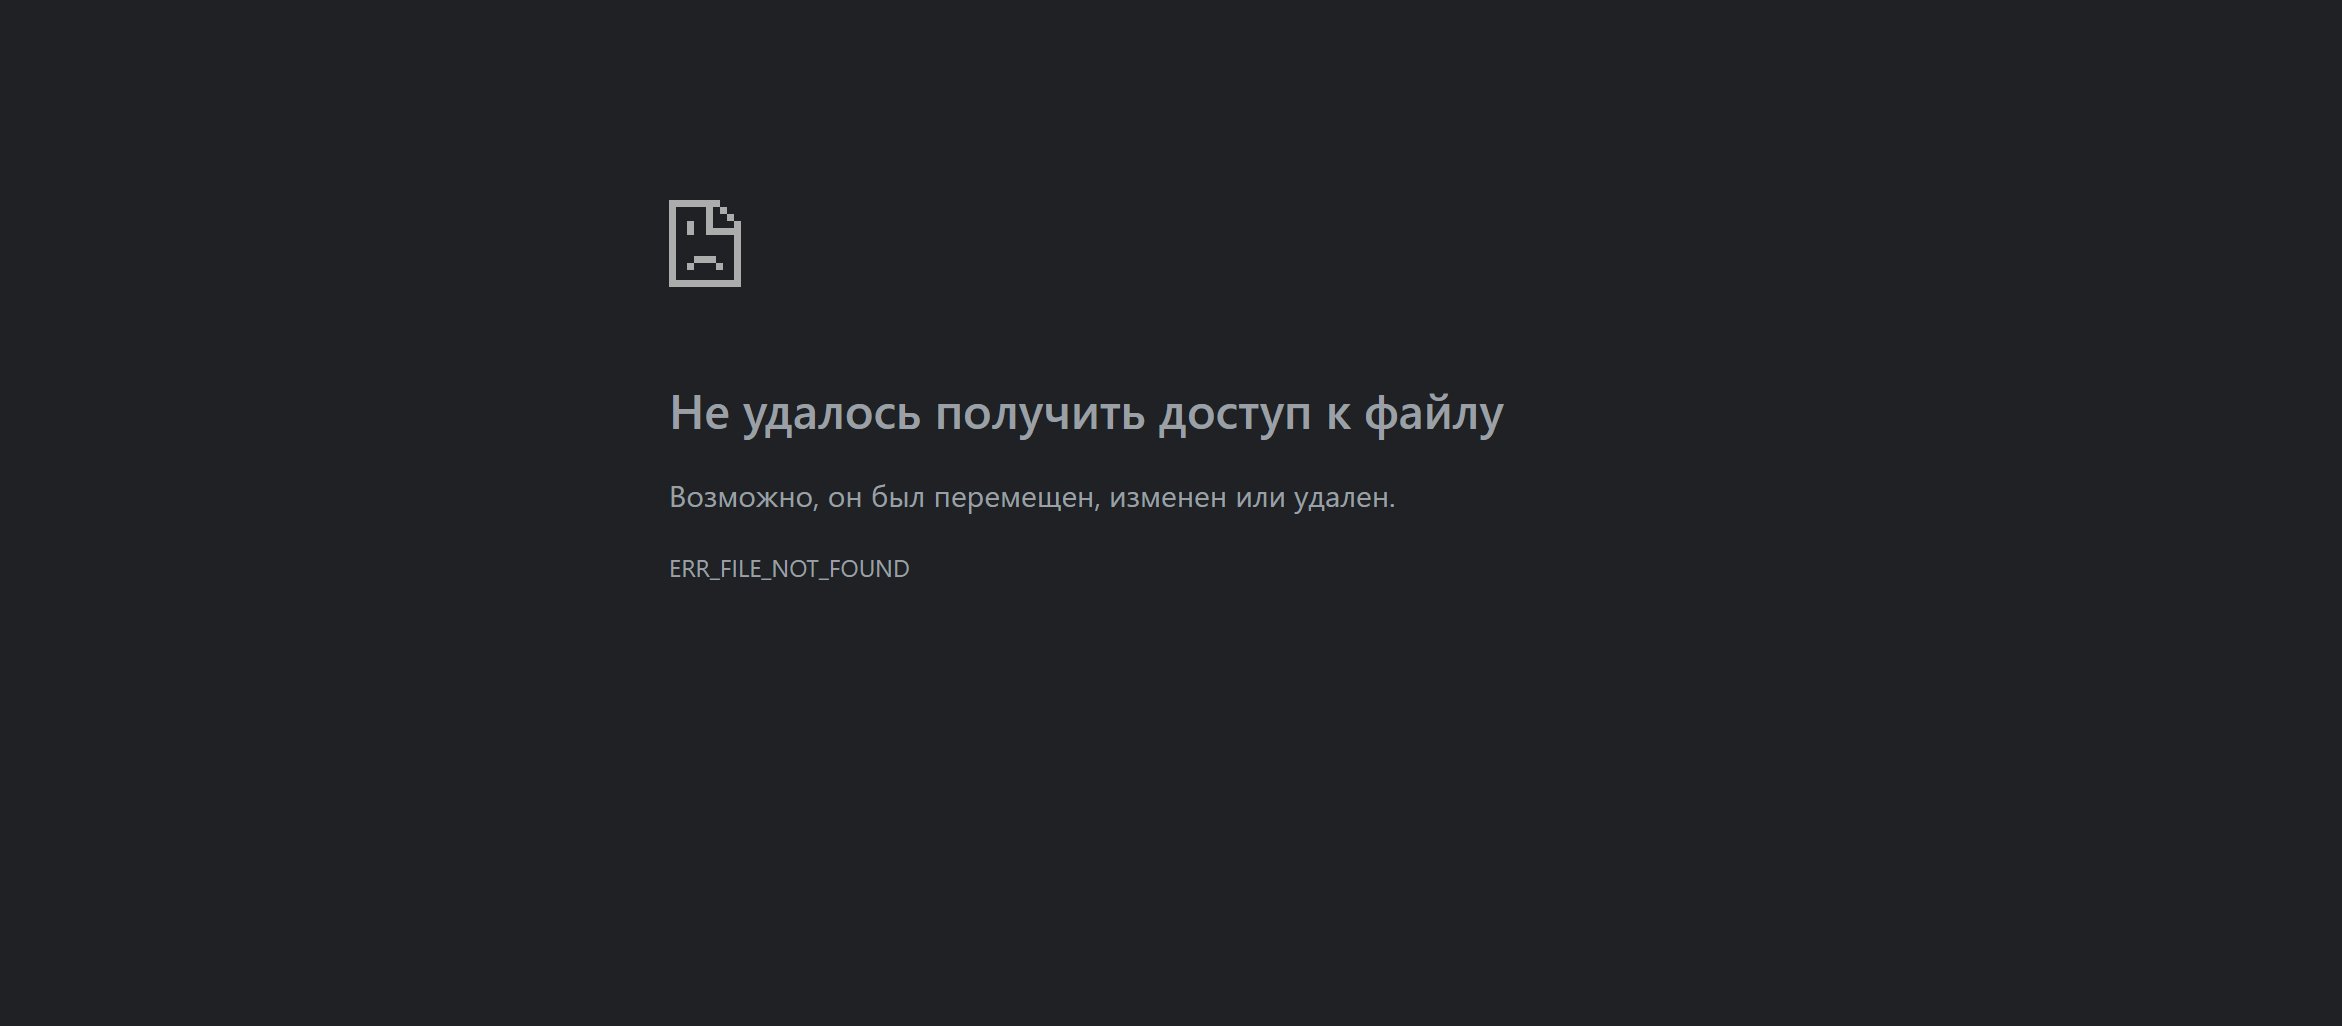 Не удалось получить доступ к файлу
Возможно, он был перемещен, изменен или удален.
ERR_FILE_NOT_FOUND